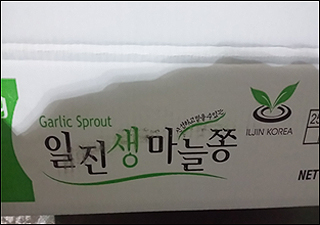 Garlic Sprout
일진생마늘쫑
ILJIN KOREA
NET